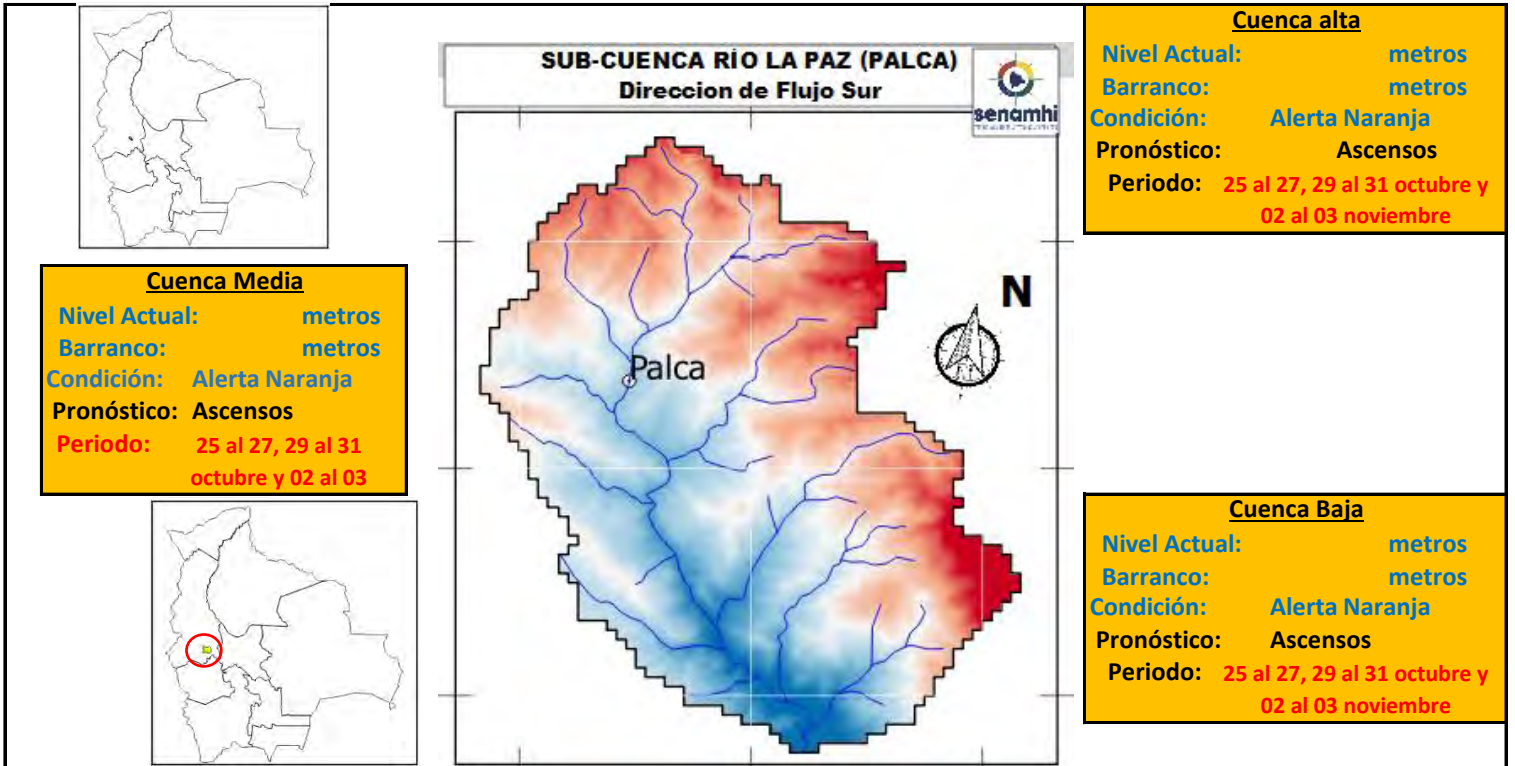 SUB-CUENCA RÍO LA PAZ (PALCA)
Direccion de Flujo Sur
senamhi
N
Palca
Cuenca alta
Nivel Actual: metros
Barranco: metros
Condición: Alerta Naranja
Pronóstico: Ascensos
Periodo: 25 al 27, 29 al 31 octubre y
02 al 03 noviembre
Cuenca Media
Nivel Actual: metros
Barranco: metros
Condición: Alerta Naranja
Pronóstico: Ascensos
Periodo: 25 al 27, 29 al 31
octubre y 02 al 03
Cuenca Baja
Nivel Actual: metros
Barranco: metros
Condición: Alerta Naranja
Pronóstico: Ascensos
Periodo: 25 al 27, 29 al 31 octubre y
02 al 03 noviembre